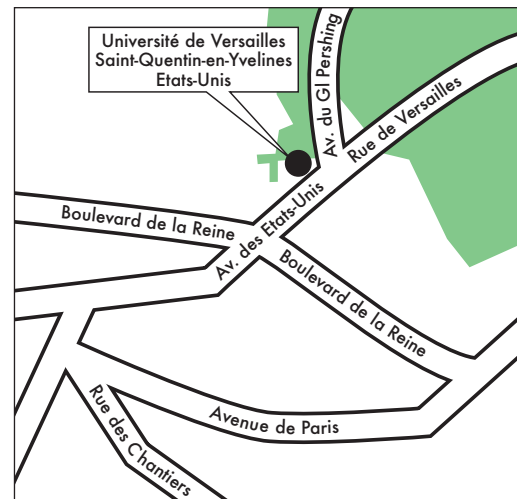 Université de Versailles
Saint-Quentin-en-Yvelines
Etats-Unis
Av. du Gl Pershing
Rue de Versailles
Boulevard de la Reine
Av. des Etats-Unis
Boulevard de la Reine
Avenue de Paris
Rue des Chantiers